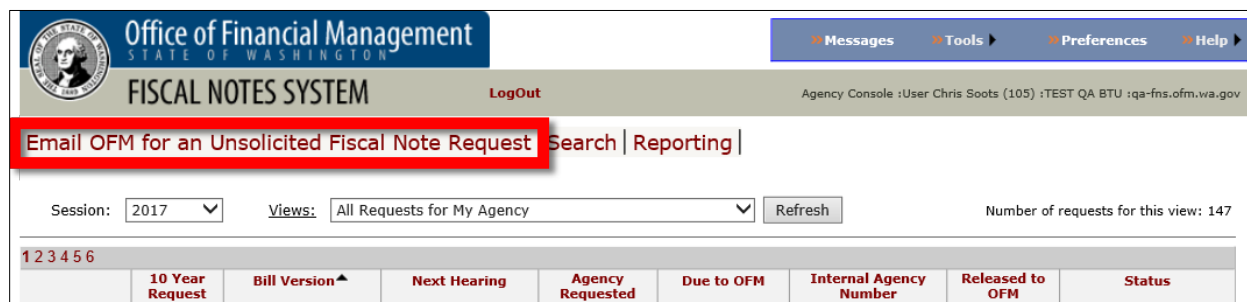 Office of Financial Management
STATE OF WASHINGTON
»Messages »Tools »Preferences »Help
FISCAL NOTES SYSTEM
LogOut
Agency Console :User Chris Soots (105) :TEST QA BTU :qa-fns.ofm.wa.gov
Email OFM for an Unsolicited Fiscal Note Request Search | Reporting |
Session: 2017 Views: All Requests for My Agency Refresh Number of requests for this view: 147
1 2 3 4 5 6
10 Year Request Bill Version Next Hearing Agency Requested Due to OFM Internal Agency Number Released to OFM Status